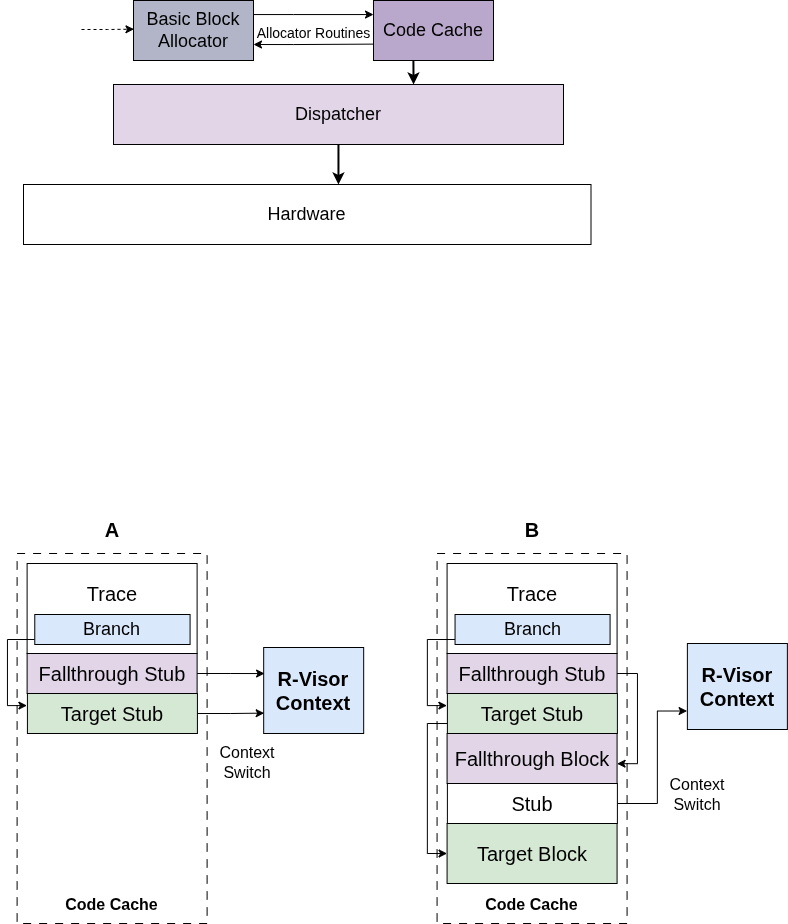 Basic Block
Allocator
Allocator Routines
Code Cache
Dispatcher
Hardware
A
Trace
Branch
Fallthrough Stub
Target Stub
R-Visor
Context
Context
Switch
Code Cache
B
Trace
Branch
Fallthrough Stub
Target Stub
Fallthrough Block
Stub
Target Block
R-Visor
Context
Context
Switch
Code Cache